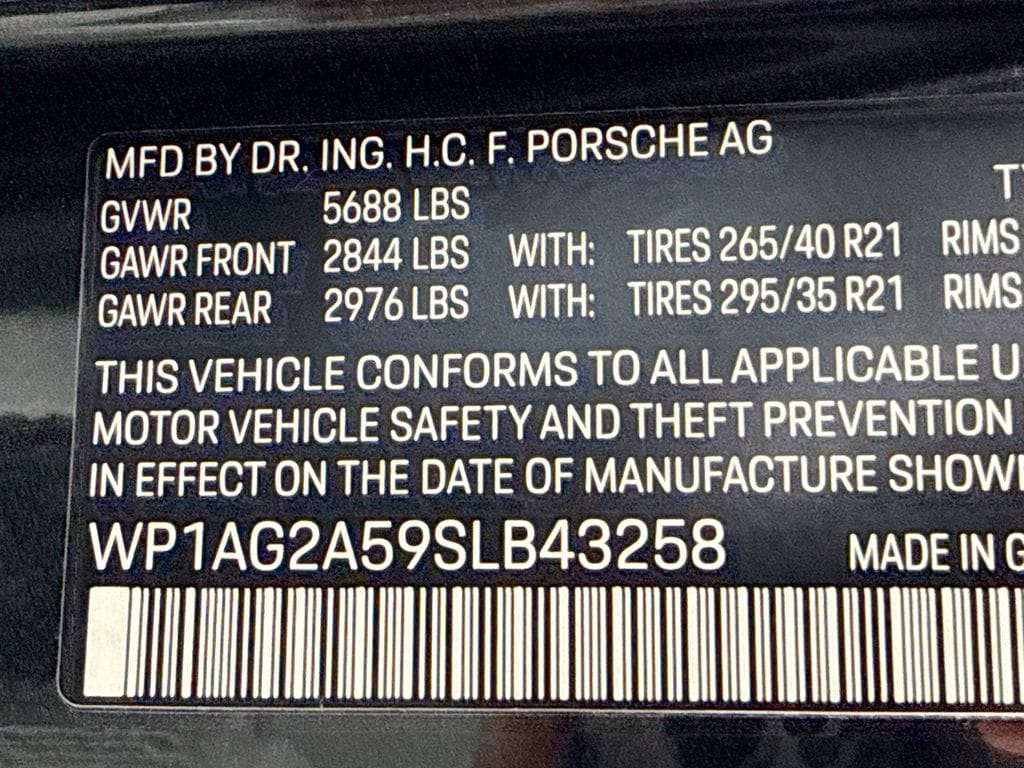 MFD BY DR. ING. H.C. F. PORSCHE AG
T
GVWR 5688 LBS
GAWR FRONT 2844 LBS WITH: TIRES 265/40 R21 RIMS
GAWR REAR 2976 LBS WITH: TIRES 295/35 R21 RIMS
THIS VEHICLE CONFORMS TO ALL APPLICABLE U
MOTOR VEHICLE SAFETY AND THEFT PREVENTION
IN EFFECT ON THE DATE OF MANUFACTURE SHOW
WP1AG2A59SLB43258 MADE IN G